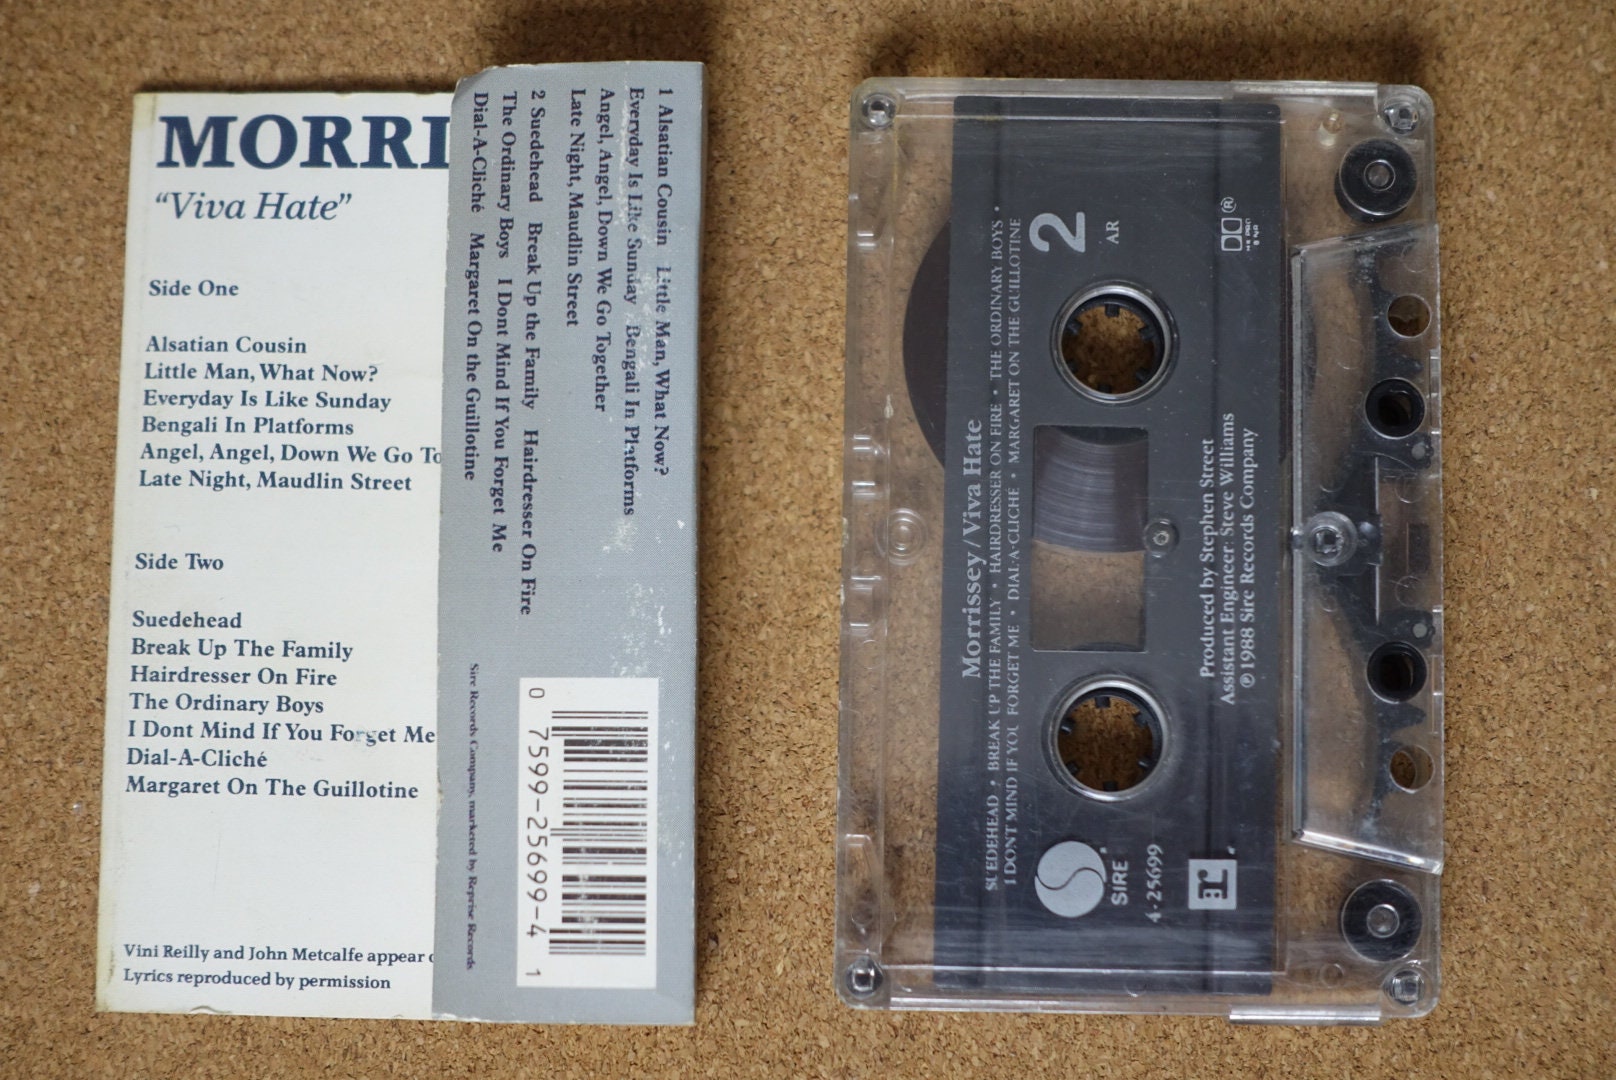 MORRI
“Viva Hate”
Side One
Alsatian Cousin
Little Man, What Now?
Everyday Is Like Sunday
Bengali In Platforms
Angel, Angel, Down We Go To
Late Night, Maudlin Street
Side Two
Suedehead
Break Up The Family
Hairdresser On Fire
The Ordinary Boys
I Dont Mind If You Forget Me
Dial-A-Cliché
Margaret On The Guillotine
Vini Reilly and John Metcalfe appear
Lyrics reproduced by permission
1 Alsatian Cousin Little Man, What Now?
Everyday Is Like Sunday Bengali In Platforms
Angel, Angel, Down We Go Together
Late Night, Maudlin Street
2 Suedehead Break Up the Family Hairdresser On Fire
The Ordinary Boys I Dont Mind If You Forget Me
Dial-A-Cliché Margaret On the Guillotine
Sire Records Company, marketed by Reprise Records
0 7599-25699-4 1
Morrissey / Viva Hate
SUEDEHEAD • BREAK UP THE FAMILY • HAIRDRESSER ON FIRE • THE ORDINARY BOYS •
I DONT MIND IF YOU FORGET ME • DIAL-A-CLICHE • MARGARET ON THE GUILLOTINE
2
AR
SIRE
4-25699
r
Produced by Stephen Street
Assistant Engineer: Steve Williams
℗ 1988 Sire Records Company
®